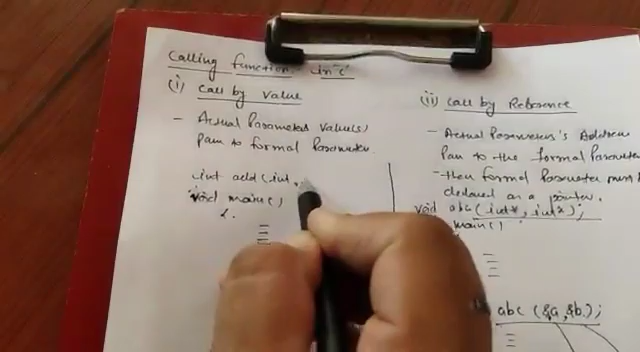 Calling function - in 'C'
(i) Call by value
- Actual Parameter value(s)
Pass to formal Parameter.
int add (int,
void main()
{
(ii) Call by Reference
- Actual Parameter's Address
Pass to the formal Parameter
- then formal Parameter must
declared as a pointer.
void abc (int*, int*);
main()
abc (&a, &b);